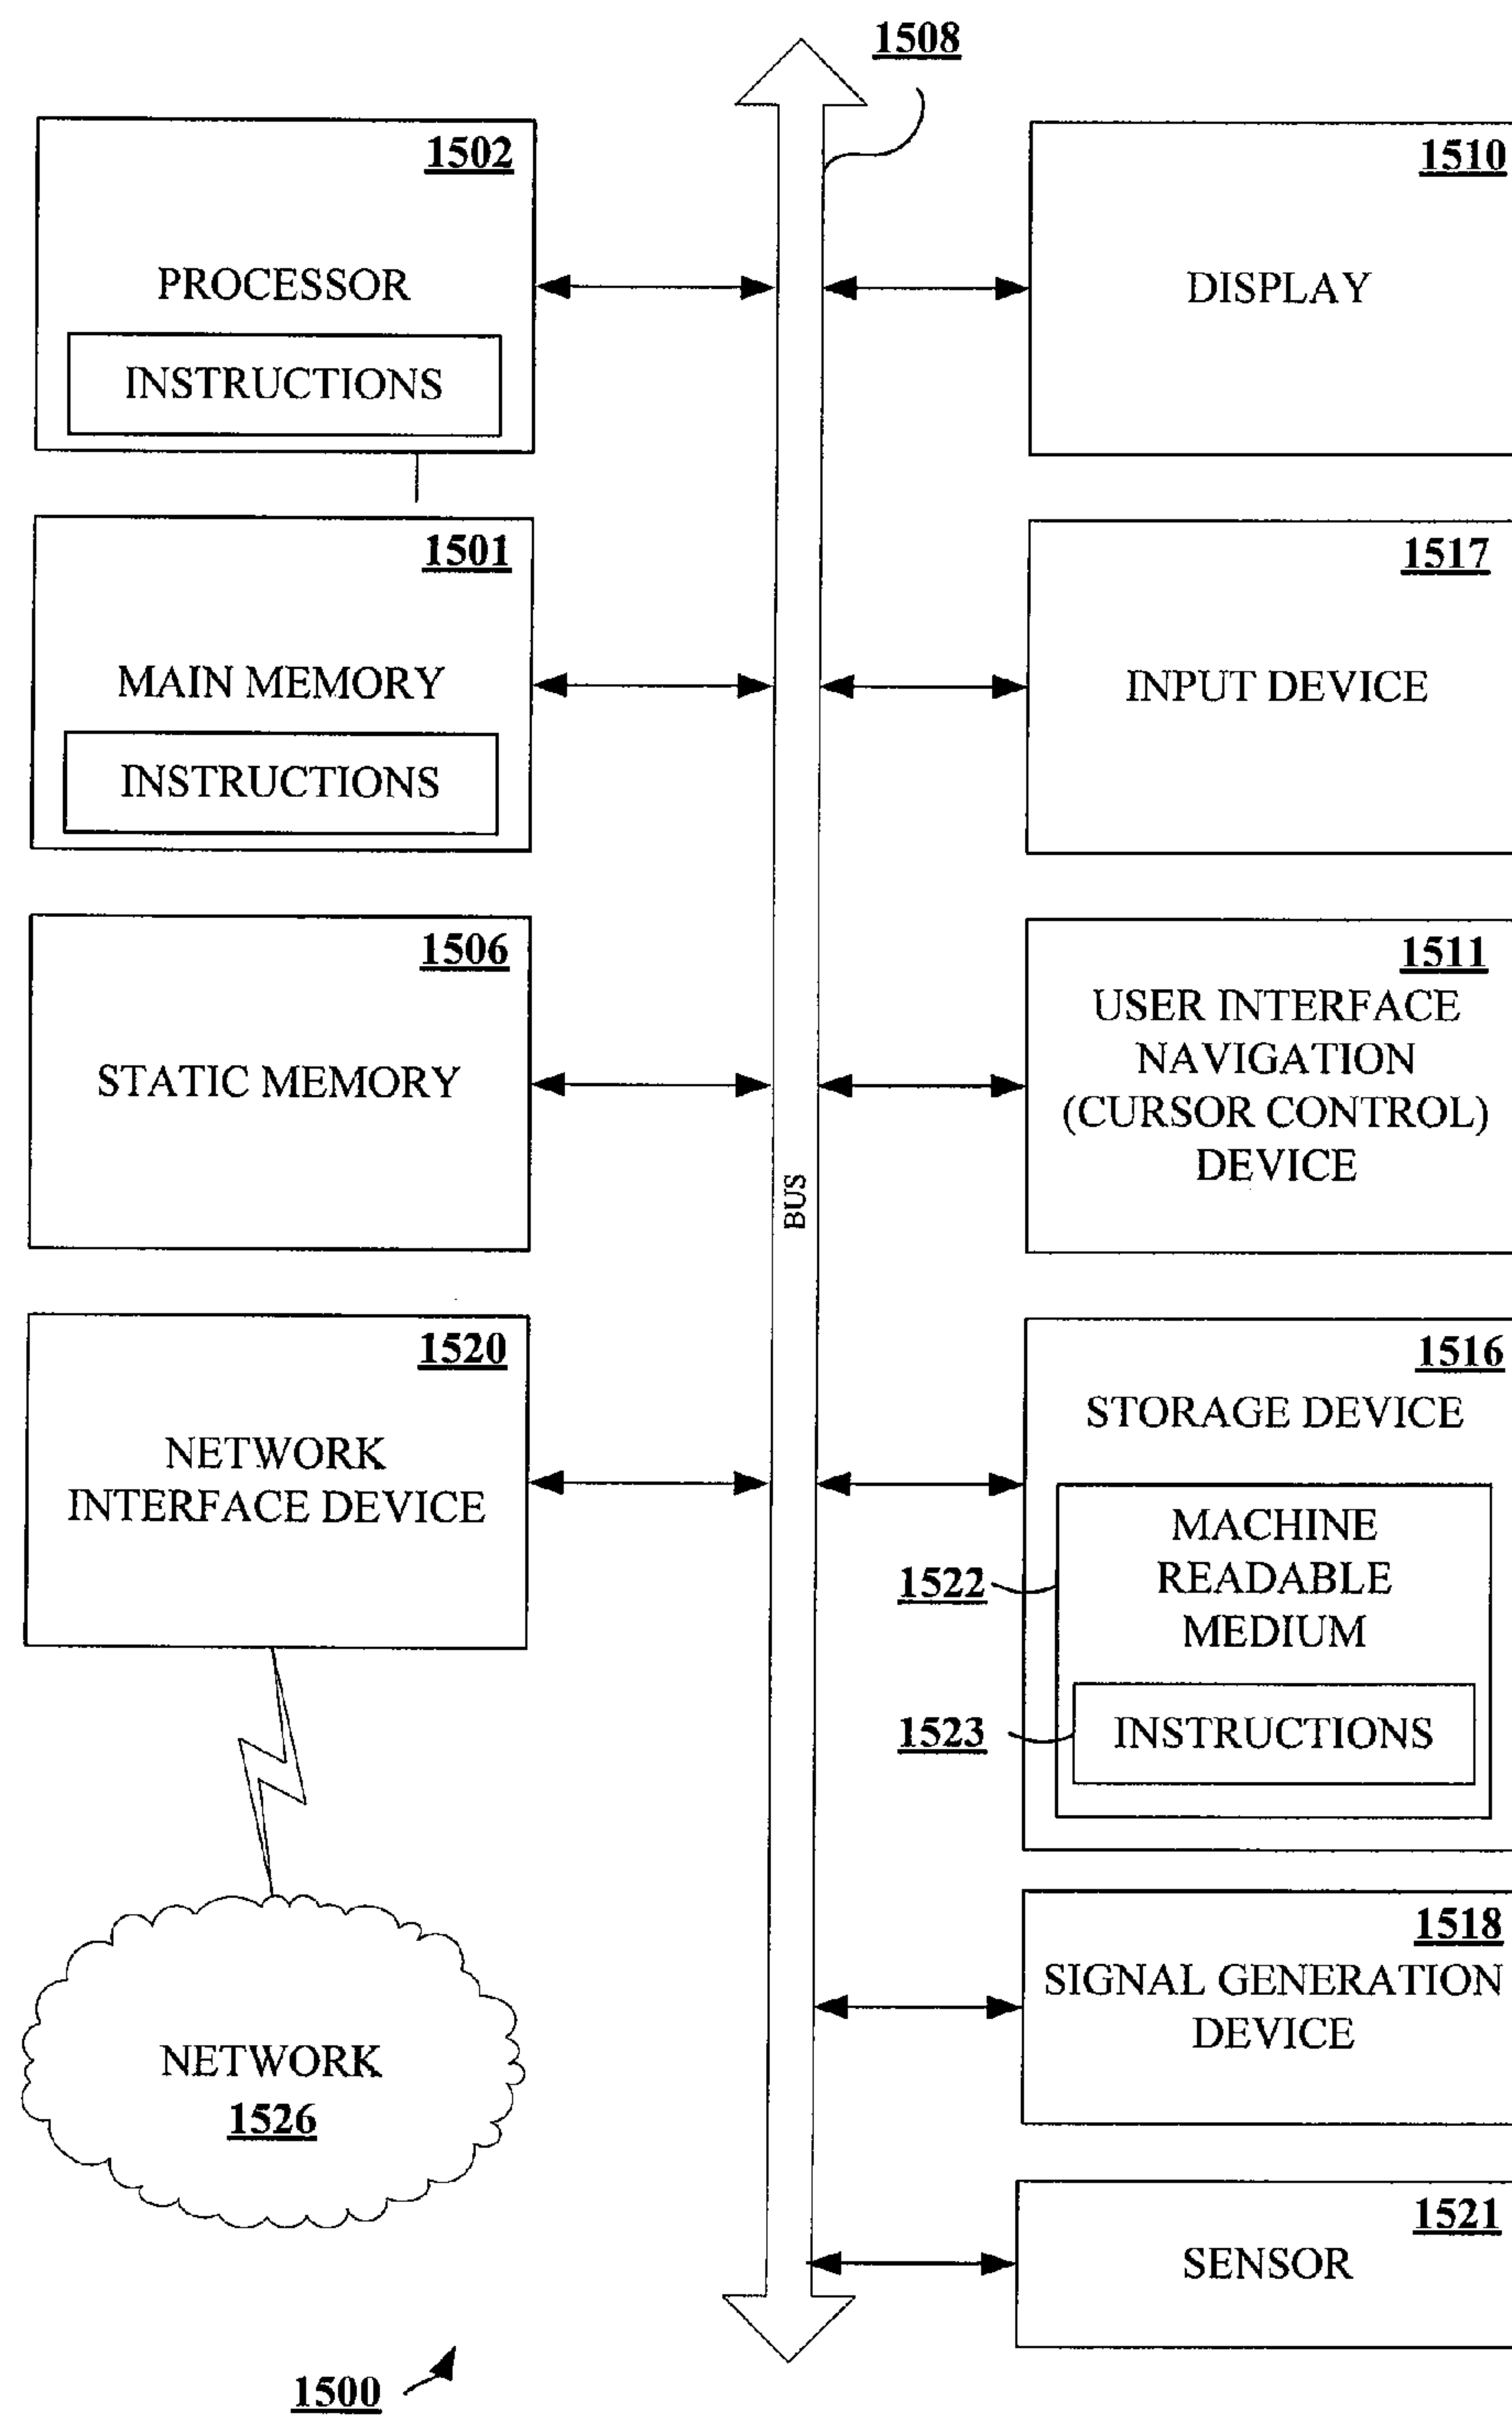 1508
1502
PROCESSOR
INSTRUCTIONS
1510
DISPLAY
1501
MAIN MEMORY
INSTRUCTIONS
1517
INPUT DEVICE
1506
STATIC MEMORY
BUS
1511
USER INTERFACE
NAVIGATION
(CURSOR CONTROL)
DEVICE
1520
NETWORK
INTERFACE DEVICE
1516
STORAGE DEVICE
MACHINE
READABLE
MEDIUM
1522
1523
INSTRUCTIONS
1518
SIGNAL GENERATION
DEVICE
NETWORK
1526
1521
SENSOR
1500